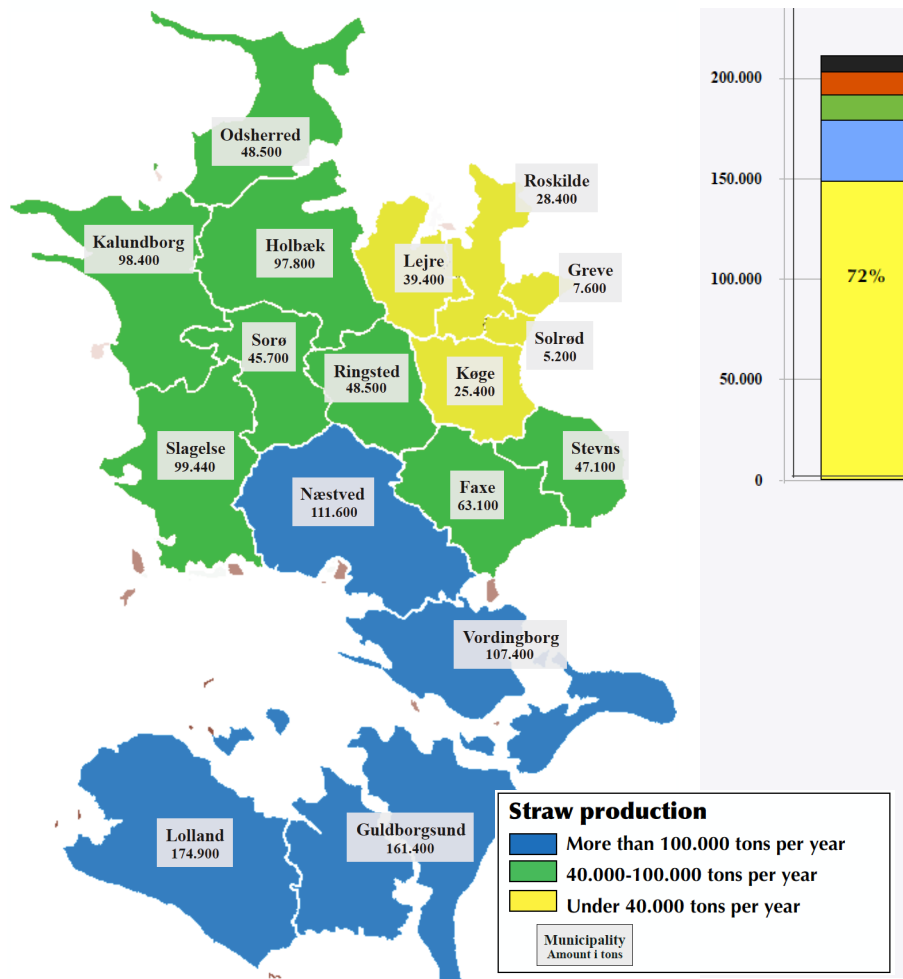 Odsherred
48.500
Roskilde
28.400
Kalundborg
98.400
Holbæk
97.800
Lejre
39.400
Greve
7.600
Sorø
45.700
Ringsted
48.500
Køge
25.400
Solrød
5.200
Slagelse
99.440
Næstved
111.600
Faxe
63.100
Stevns
47.100
Vordingborg
107.400
Lolland
174.900
Guldborgsund
161.400
200.000
150.000
100.000
72%
50.000
0
Straw production
More than 100.000 tons per year
40.000-100.000 tons per year
Under 40.000 tons per year
Municipality
Amount i tons